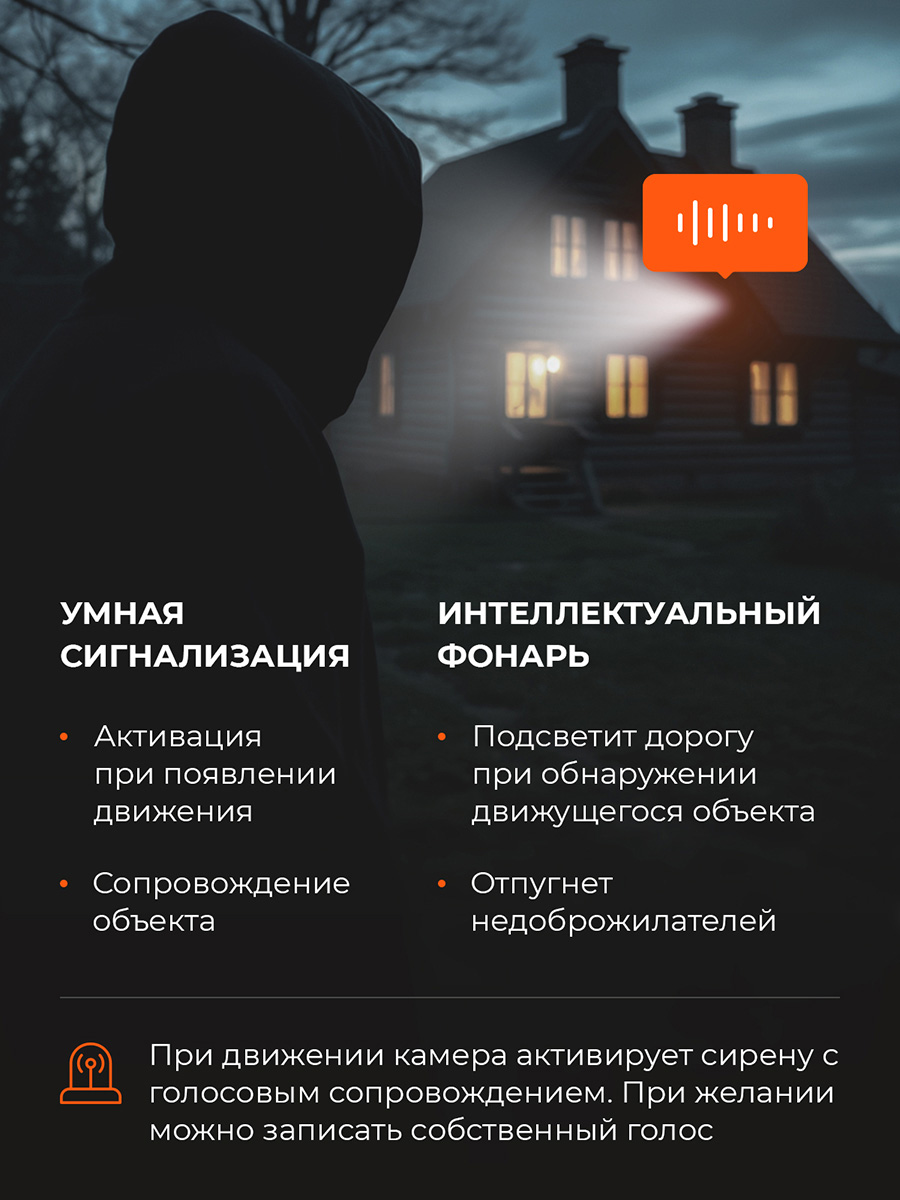 УМНАЯ
СИГНАЛИЗАЦИЯ
• Активация
при появлении
движения
• Сопровождение
объекта
ИНТЕЛЛЕКТУАЛЬНЫЙ
ФОНАРЬ
• Подсветит дорогу
при обнаружении
движущегося объекта
• Отпугнет
недоброжилателей
При движении камера активирует сирену с
голосовым сопровождением. При желании
можно записать собственный голос